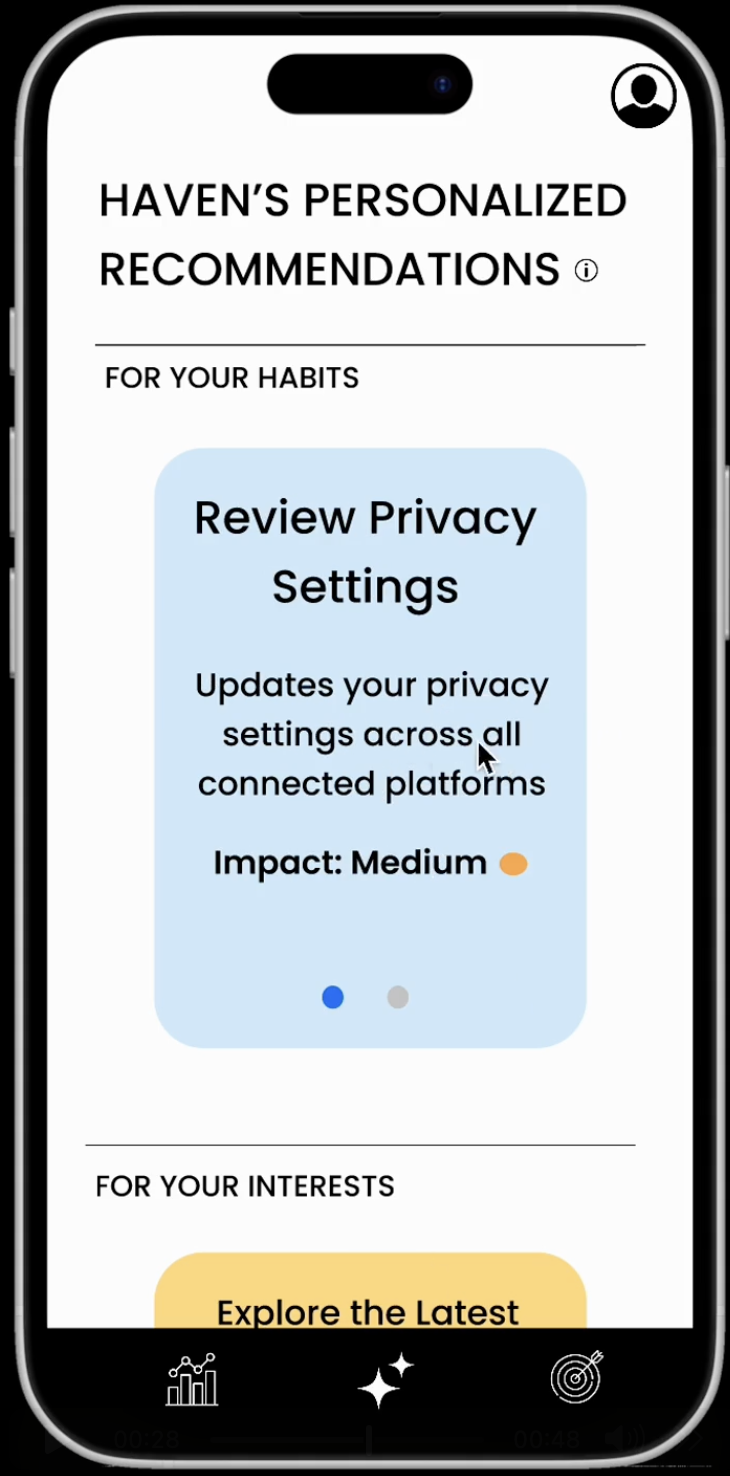 HAVEN'S PERSONALIZED
RECOMMENDATIONS
FOR YOUR HABITS
Review Privacy
Settings
Updates your privacy
settings across all
connected platforms
Impact: Medium
FOR YOUR INTERESTS
Explore the Latest
00:28
00:48